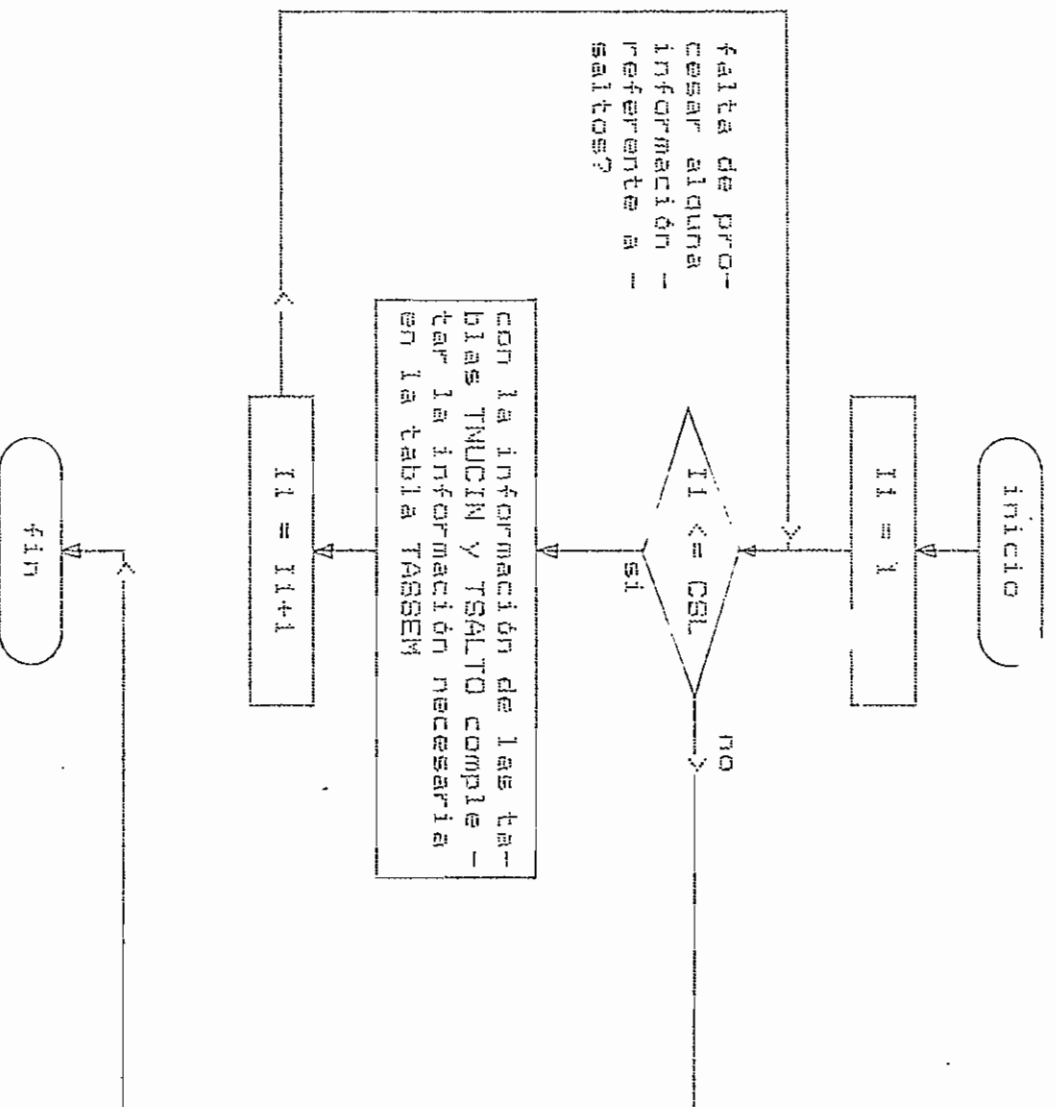 inicio
I1 = 1
falta de pro-
cesar alguna
información -
referente a -
saltos?
I1 <= CSL
no
si
con la información de las ta-
blas TNUCIN y TSALTO comple -
tar la información necesaria
en la tabla TASSEM
I1 = I1+1
fin